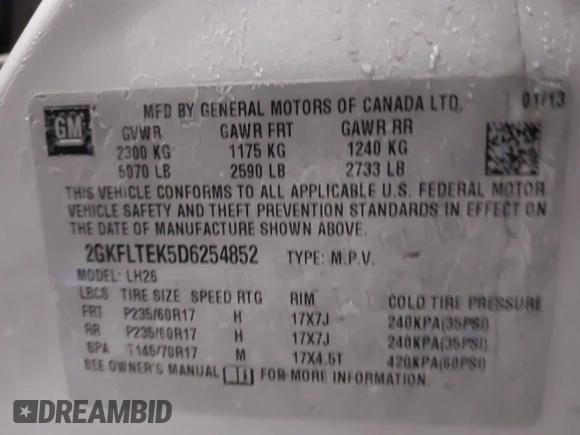 MFD BY GENERAL MOTORS OF CANADA LTD. 01/13
GM
GVWR GAWR FRT GAWR RR
2300 KG 1175 KG 1240 KG
5070 LB 2590 LB 2733 LB
THIS VEHICLE CONFORMS TO ALL APPLICABLE U.S. FEDERAL MOTOR
VEHICLE SAFETY AND THEFT PREVENTION STANDARDS IN EFFECT ON
THE DATE OF MANUFACTURE SHOWN ABOVE.
2GKFLTEK5D6254852 TYPE: M.P.V.
MODEL: LH26
LBCS TIRE SIZE SPEED RTG RIM COLD TIRE PRESSURE
FRT P235/60R17 H 17X7J 240KPA(35PSI)
RR P235/60R17 H 17X7J 240KPA(35PSI)
SPA T145/70R17 M 17X4.5T 420KPA(60PSI)
SEE OWNER'S MANUAL FOR MORE INFORMATION.
DREAMBID